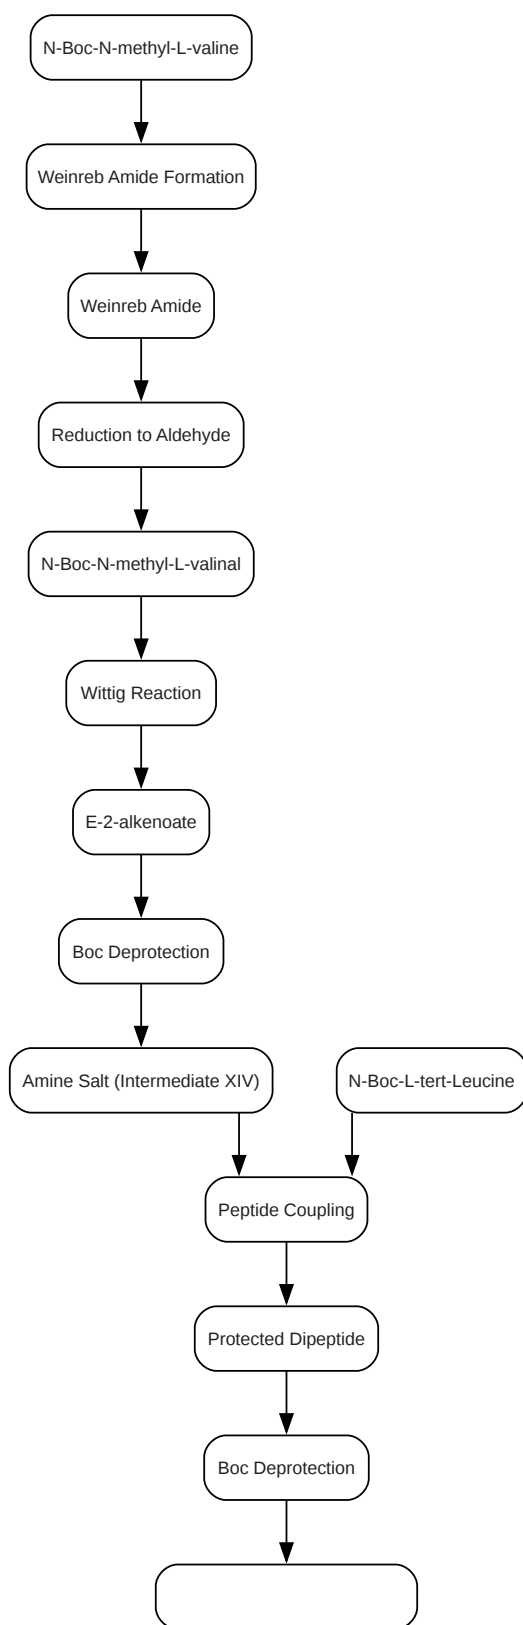 N-Boc-N-methyl-L-valine
Weinreb Amide Formation
Weinreb Amide
Reduction to Aldehyde
N-Boc-N-methyl-L-valinal
Wittig Reaction
E-2-alkenoate
Boc Deprotection
Amine Salt (Intermediate XIV)
N-Boc-L-tert-Leucine
Peptide Coupling
Protected Dipeptide
Boc Deprotection